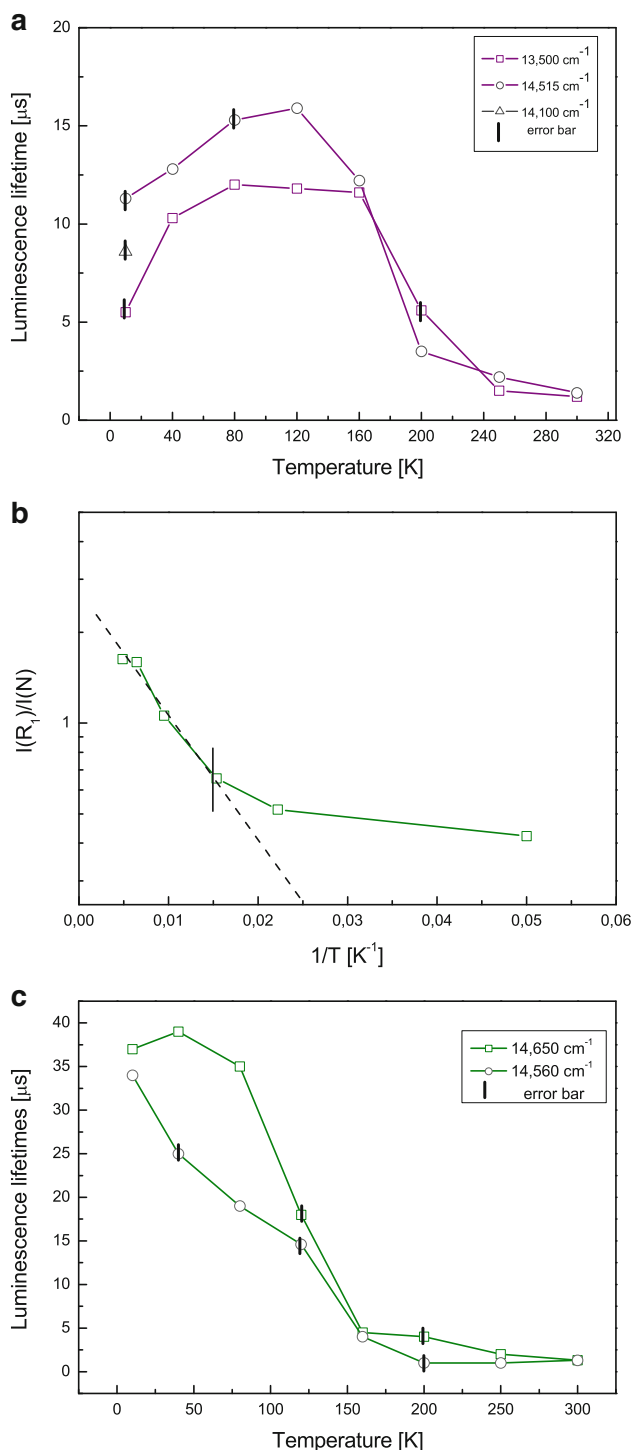 a
20
15
10
5
0
Luminescence lifetime [μs]
13,500 cm⁻¹
14,515 cm⁻¹
14,100 cm⁻¹
error bar
0 40 80 120 160 200 240 280 320
Temperature [K]
b
I(R₁)/I(N)
1
0,00 0,01 0,02 0,03 0,04 0,05 0,06
1/T [K⁻¹]
c
40
35
30
25
20
15
10
5
0
Luminescence lifetimes [μs]
14,650 cm⁻¹
14,560 cm⁻¹
error bar
0 50 100 150 200 250 300
Temperature [K]